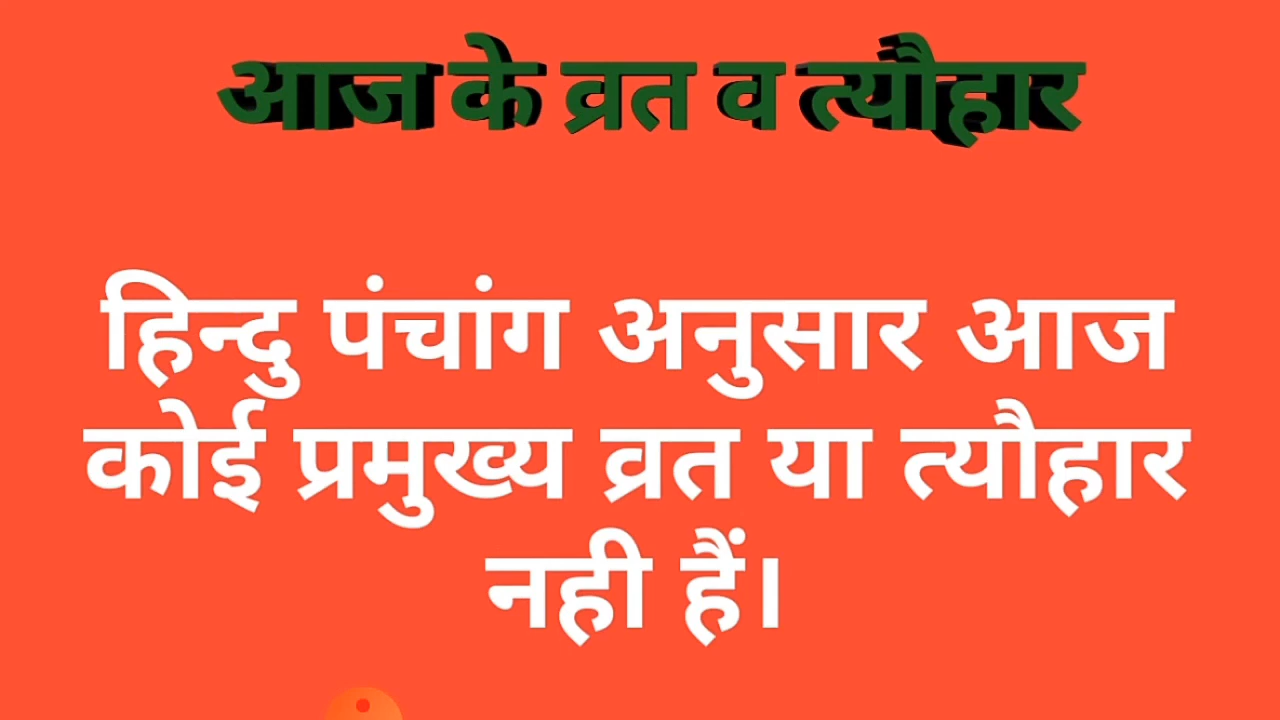 आज के व्रत व त्यौहार
हिन्दु पंचांग अनुसार आज
कोई प्रमुख्य व्रत या त्यौहार
नही हैं।